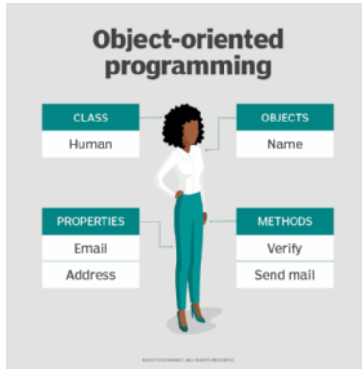 Object-oriented
programming
CLASS
Human
OBJECTS
Name
PROPERTIES
Email
Address
METHODS
Verify
Send mail